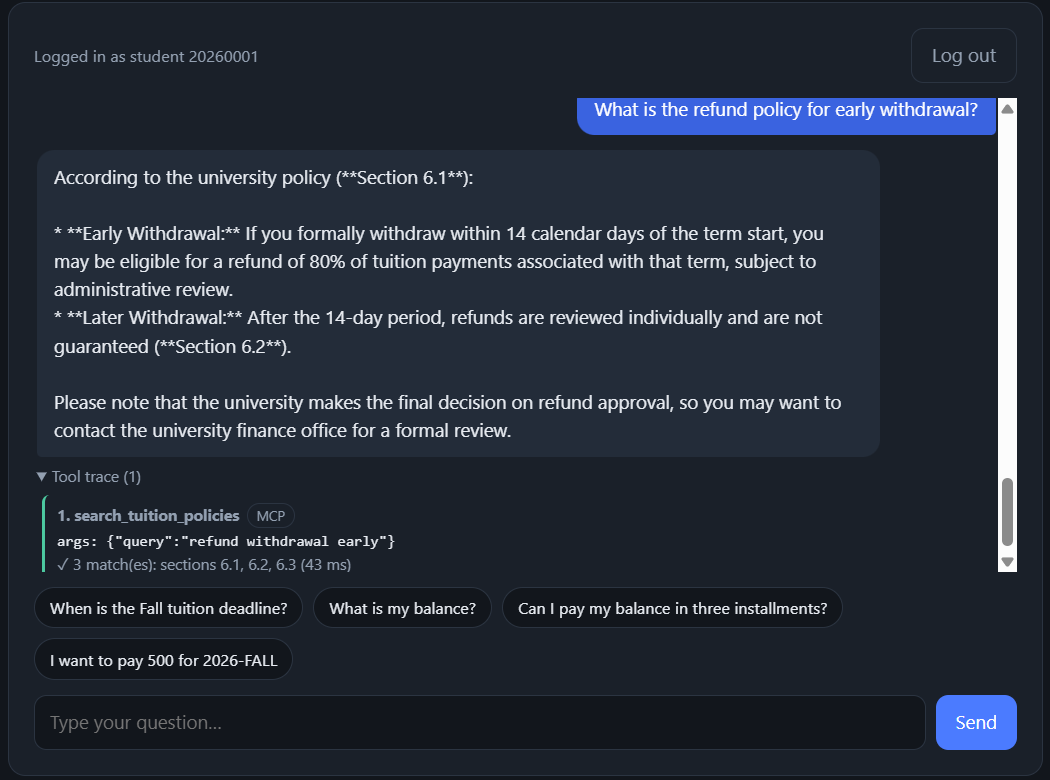 Logged in as student 20260001
Log out
What is the refund policy for early withdrawal?
According to the university policy (**Section 6.1**):
* **Early Withdrawal:** If you formally withdraw within 14 calendar days of the term start, you
may be eligible for a refund of 80% of tuition payments associated with that term, subject to
administrative review.
* **Later Withdrawal:** After the 14-day period, refunds are reviewed individually and are not
guaranteed (**Section 6.2**).
Please note that the university makes the final decision on refund approval, so you may want to
contact the university finance office for a formal review.
▼ Tool trace (1)
1. search_tuition_policies MCP
args: {"query":"refund withdrawal early"}
✓ 3 match(es): sections 6.1, 6.2, 6.3 (43 ms)
When is the Fall tuition deadline? What is my balance? Can I pay my balance in three installments?
I want to pay 500 for 2026-FALL
Type your question...
Send